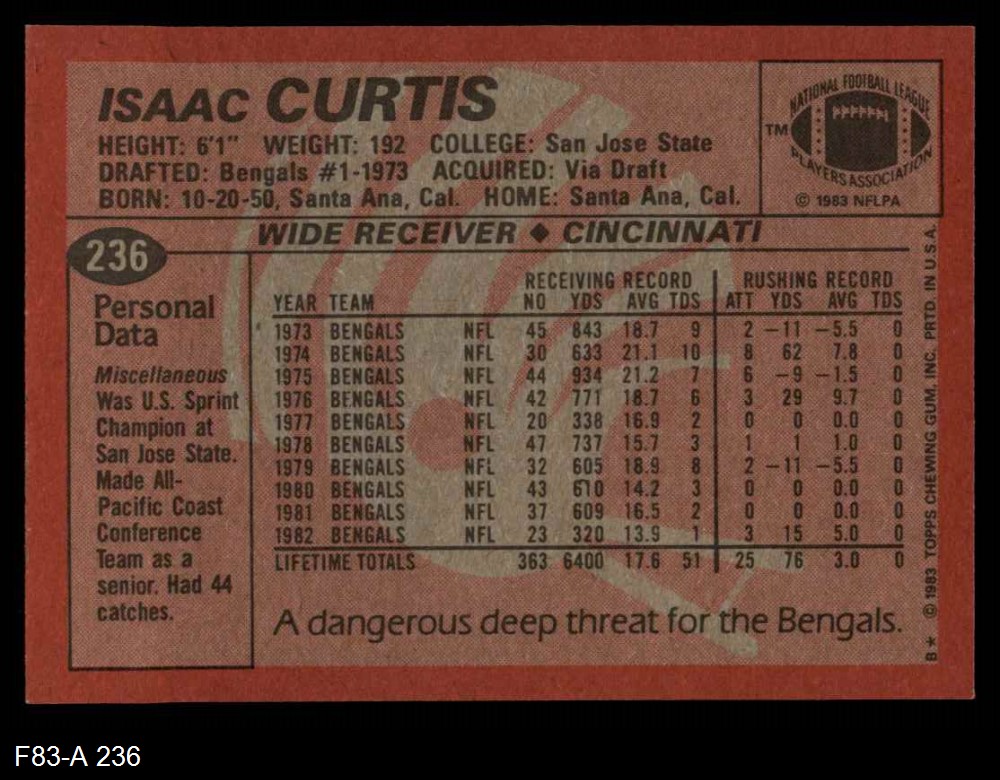 ISAAC CURTIS
HEIGHT: 6'1" WEIGHT: 192 COLLEGE: San Jose State
DRAFTED: Bengals #1-1973 ACQUIRED: Via Draft
BORN: 10-20-50, Santa Ana, Cal. HOME: Santa Ana, Cal.
NATIONAL FOOTBALL LEAGUE
TM
PLAYERS ASSOCIATION
© 1983 NFLPA
236
WIDE RECEIVER ♦ CINCINNATI
Personal
Data
Miscellaneous
Was U.S. Sprint
Champion at
San Jose State.
Made All-
Pacific Coast
Conference
Team as a
senior. Had 44
catches.
RECEIVING RECORD RUSHING RECORD
YEAR TEAM NO YDS AVG TDS ATT YDS AVG TDS
1973 BENGALS NFL 45 843 18.7 9 2 -11 -5.5 0
1974 BENGALS NFL 30 633 21.1 10 8 62 7.8 0
1975 BENGALS NFL 44 934 21.2 7 6 -9 -1.5 0
1976 BENGALS NFL 42 771 18.7 6 3 29 9.7 0
1977 BENGALS NFL 20 338 16.9 2 0 0 0.0 0
1978 BENGALS NFL 47 737 15.7 3 1 1 1.0 0
1979 BENGALS NFL 32 605 18.9 8 2 -11 -5.5 0
1980 BENGALS NFL 43 610 14.2 3 0 0 0.0 0
1981 BENGALS NFL 37 609 16.5 2 0 0 0.0 0
1982 BENGALS NFL 23 320 13.9 1 3 15 5.0 0
LIFETIME TOTALS 363 6400 17.6 51 25 76 3.0 0
A dangerous deep threat for the Bengals.
B* © 1983 TOPPS CHEWING GUM, INC. PRTD. IN U.S.A.
F83-A 236